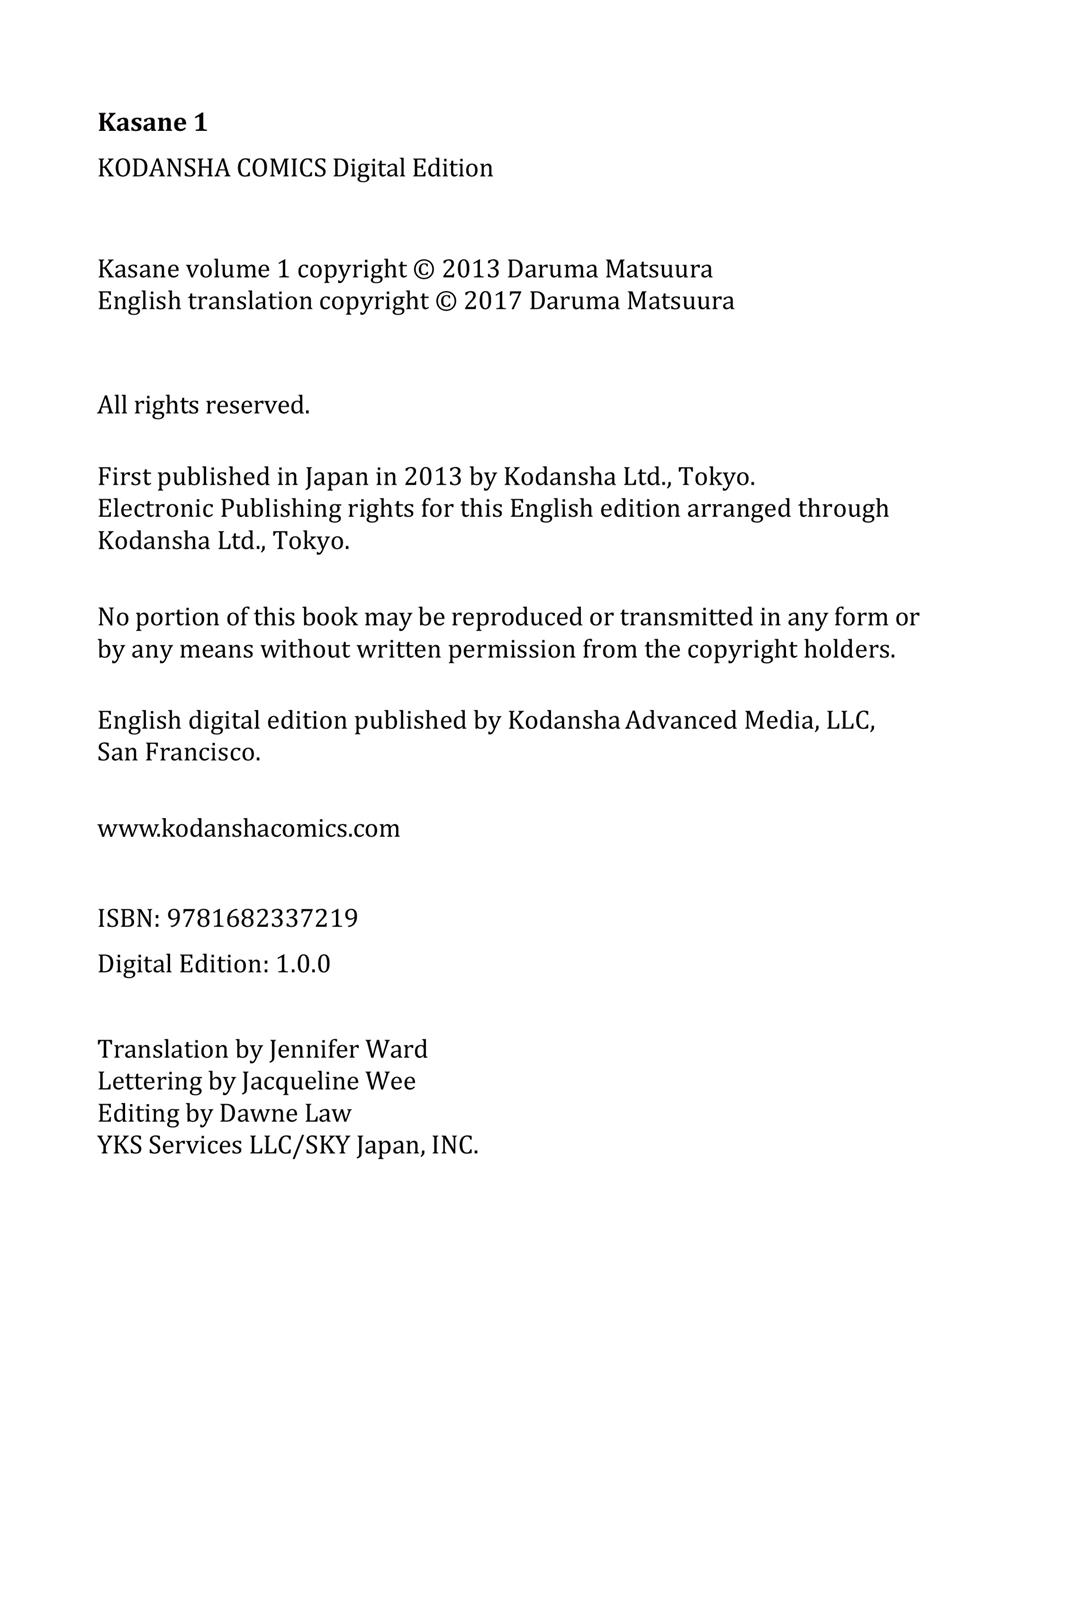 Kasane 1
KODANSHA COMICS Digital Edition
Kasane volume 1 copyright © 2013 Daruma Matsuura
English translation copyright © 2017 Daruma Matsuura
All rights reserved.
First published in Japan in 2013 by Kodansha Ltd., Tokyo.
Electronic Publishing rights for this English edition arranged through
Kodansha Ltd., Tokyo.
No portion of this book may be reproduced or transmitted in any form or
by any means without written permission from the copyright holders.
English digital edition published by Kodansha Advanced Media, LLC,
San Francisco.
www.kodanshacomics.com
ISBN: 9781682337219
Digital Edition: 1.0.0
Translation by Jennifer Ward
Lettering by Jacqueline Wee
Editing by Dawne Law
YKS Services LLC/SKY Japan, INC.